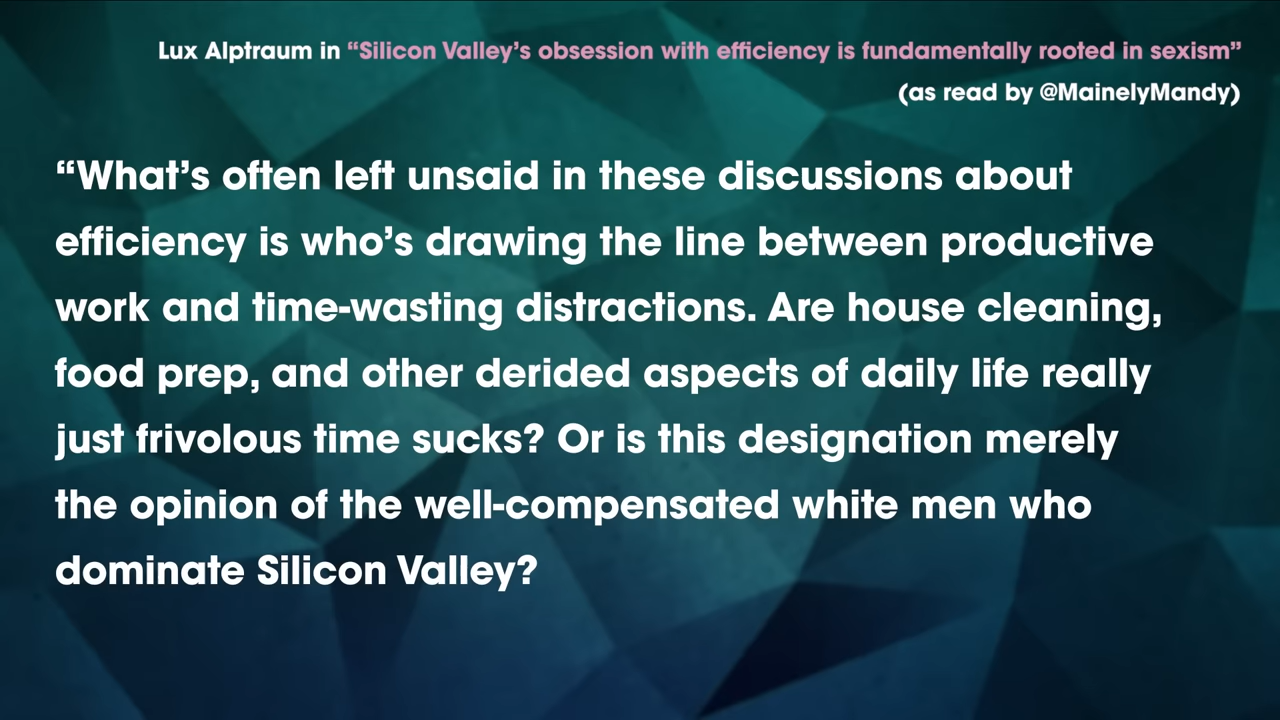 Lux Alptraum in “Silicon Valley’s obsession with efficiency is fundamentally rooted in sexism”
(as read by @MainelyMandy)
“What’s often left unsaid in these discussions about
efficiency is who’s drawing the line between productive
work and time-wasting distractions. Are house cleaning,
food prep, and other derided aspects of daily life really
just frivolous time sucks? Or is this designation merely
the opinion of the well-compensated white men who
dominate Silicon Valley?